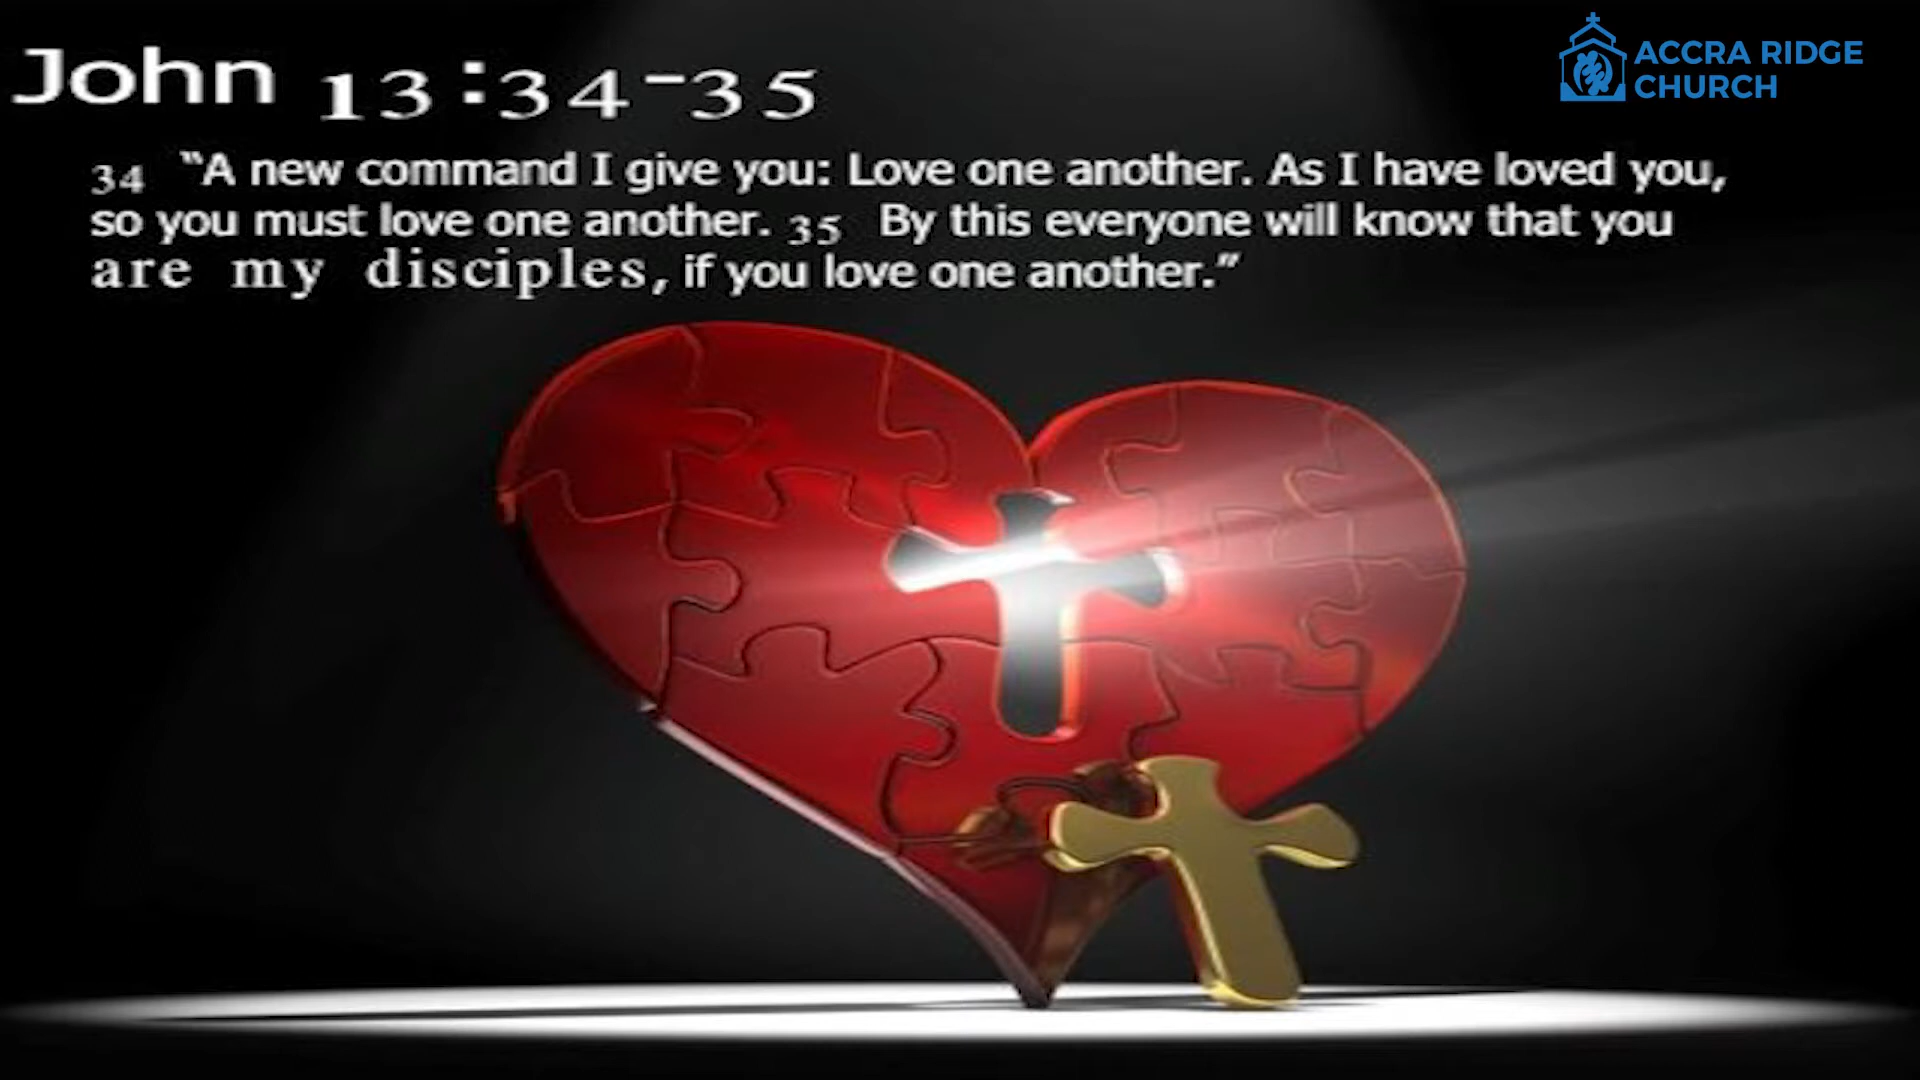 John 13:34-35
ACCRA RIDGE
CHURCH
34 “A new command I give you: Love one another. As I have loved you,
so you must love one another. 35 By this everyone will know that you
are my disciples, if you love one another.”